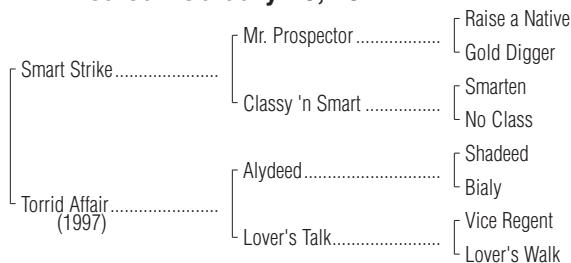 Raise a Native
Mr. Prospector
Gold Digger
Smart Strike
Smarten
Classy 'n Smart
No Class
Shadeed
Alydeed
Bialy
Torrid Affair
(1997)
Vice Regent
Lover's Talk
Lover's Walk